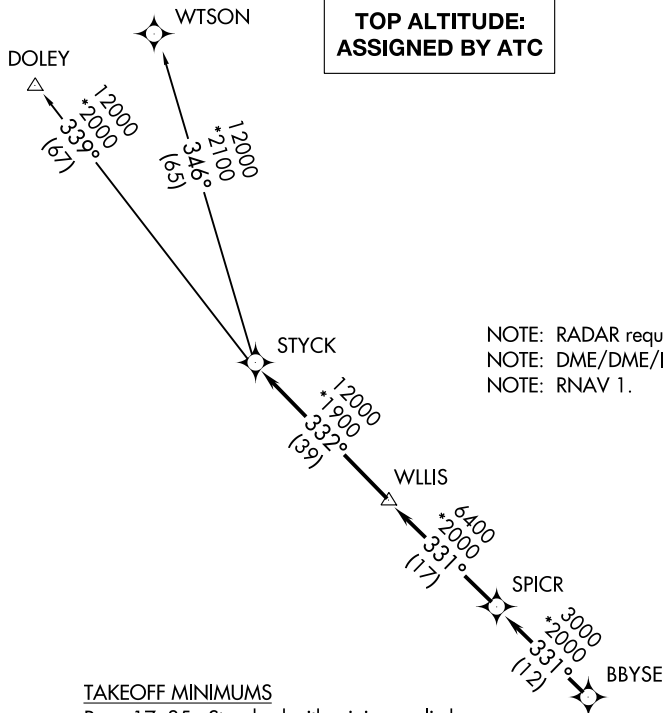 WTSON
TOP ALTITUDE:
ASSIGNED BY ATC
DOLEY
12000
*2000
339°
(67)
12000
*2100
346°
(65)
STYCK
NOTE: RADAR requ
NOTE: DME/DME/
NOTE: RNAV 1.
12000
*1900
332°
(39)
WLLIS
6400
*2000
331°
(17)
SPICR
3000
*2000
331°
(12)
BBYSE
TAKEOFF MINIMUMS